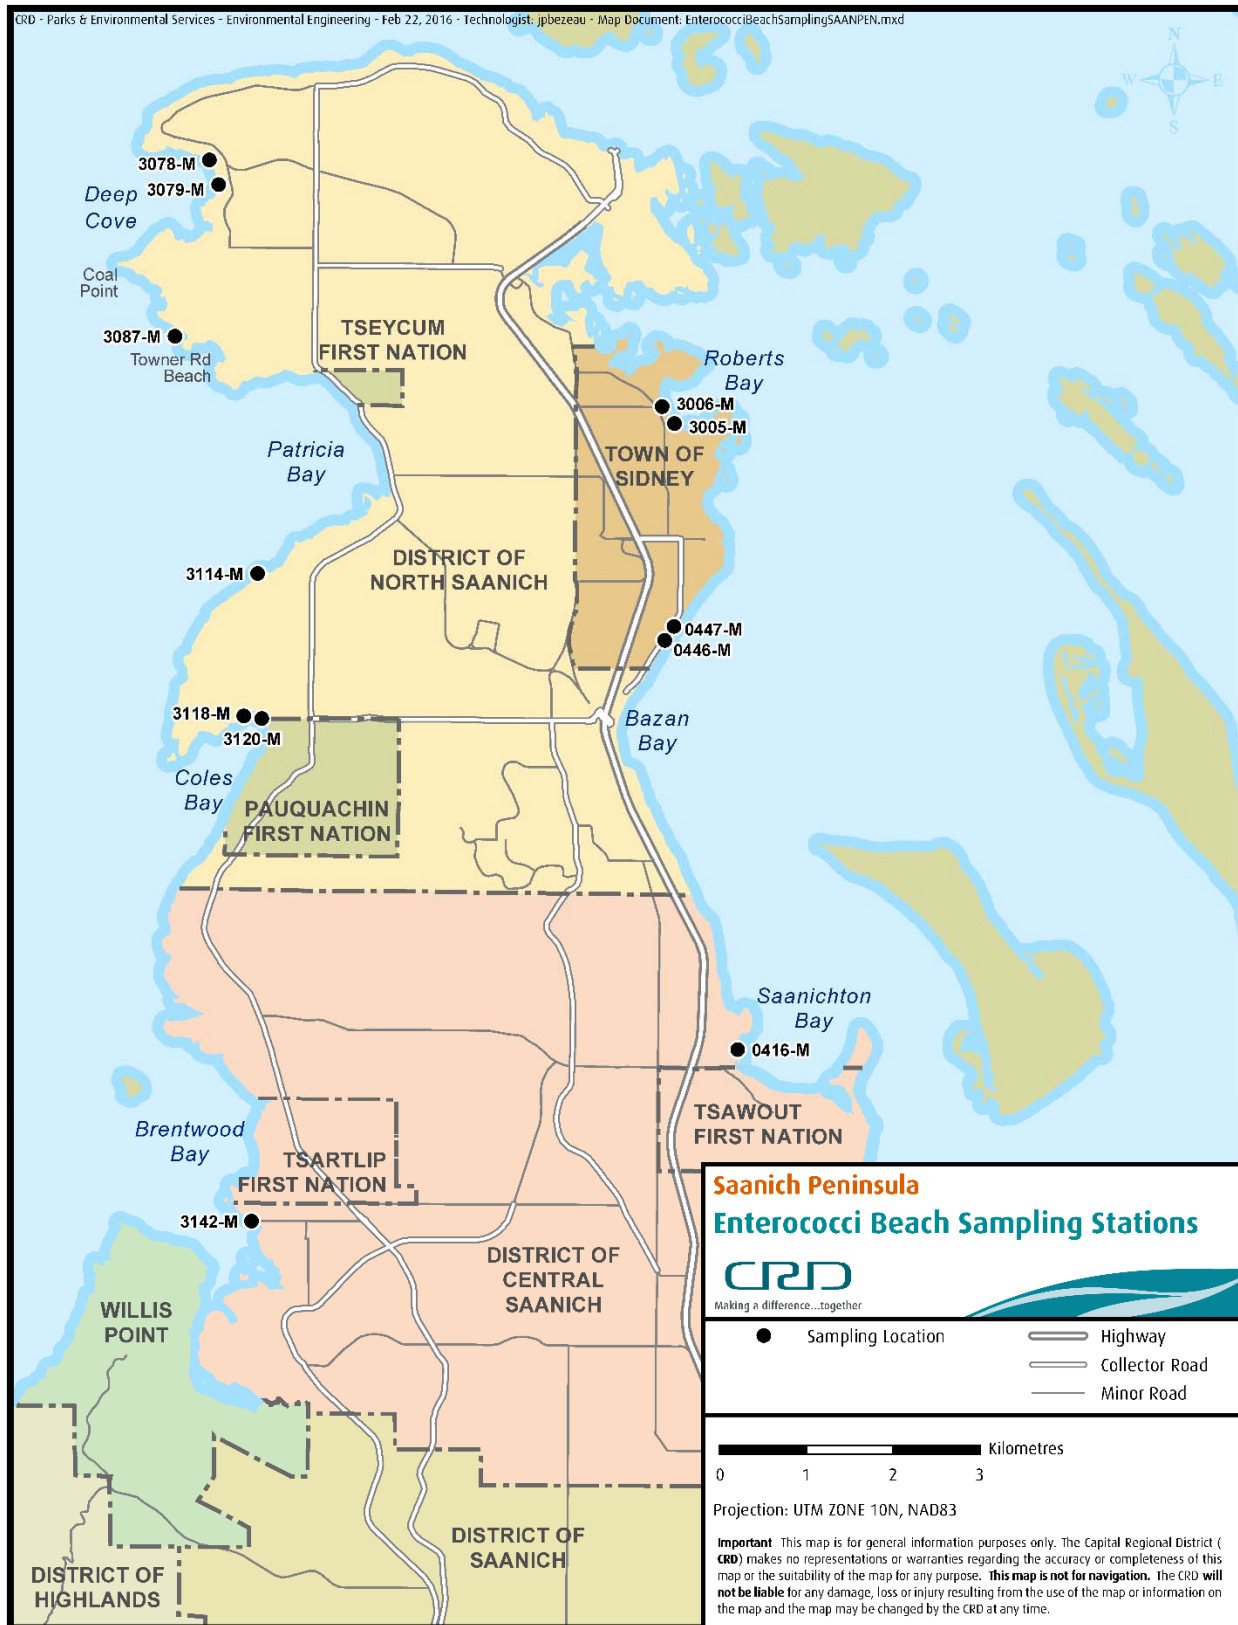 CRD - Parks & Environmental Services - Environmental Engineering - Feb 22, 2016 - Technologist: jpbezeau - Map Document: EnterococciBeachSamplingSAANPEN.mxd
N
W
E
S
3078-M
3079-M
Deep
Cove
Coal
Point
3087-M
Towner Rd
Beach
TSEYCUM
FIRST NATION
Roberts
Bay
3006-M
3005-M
TOWN OF
SIDNEY
Patricia
Bay
DISTRICT OF
NORTH SAANICH
3114-M
0447-M
0446-M
3118-M
3120-M
Bazan
Bay
Coles
Bay
PAUQUACHIN
FIRST NATION
Saanichton
Bay
0416-M
TSAWOUT
FIRST NATION
Brentwood
Bay
TSARTLIP
FIRST NATION
3142-M
DISTRICT OF
CENTRAL
SAANICH
WILLIS
POINT
DISTRICT OF
SAANICH
DISTRICT OF
HIGHLANDS
Saanich Peninsula
Enterococci Beach Sampling Stations
CRD
Making a difference...together
Sampling Location
Highway
Collector Road
Minor Road
Kilometres
0 1 2 3
Projection: UTM ZONE 10N, NAD83
Important This map is for general information purposes only. The Capital Regional District (
CRD) makes no representations or warranties regarding the accuracy or completeness of this
map or the suitability of the map for any purpose. This map is not for navigation. The CRD will
not be liable for any damage, loss or injury resulting from the use of the map or information on
the map and the map may be changed by the CRD at any time.